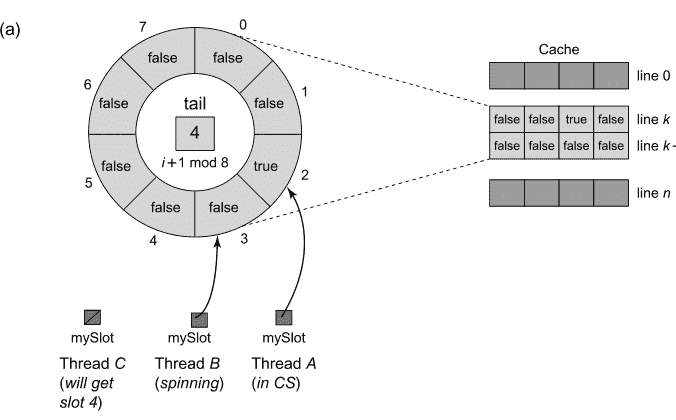 (a)
7
0
false
false
6
1
false
false
tail
4
i+1 mod 8
false
true
5
2
false
false
4
3
Cache
line 0
false false true false line k
false false false false line k-
line n
mySlot
mySlot
mySlot
Thread C
(will get
slot 4)
Thread B
(spinning)
Thread A
(in CS)